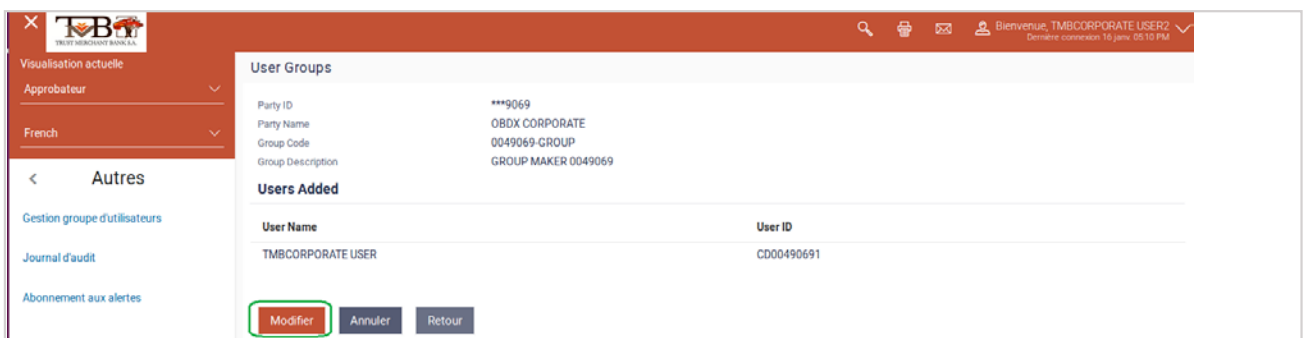 TMB
TRUST MERCHANT BANK S.A.
Bienvenue, TMBCORPORATE USER2
Dernière connexion 16 janv. 05:10 PM
Visualisation actuelle
Approbateur
French
Autres
Gestion groupe d'utilisateurs
Journal d'audit
Abonnement aux alertes
User Groups
Party ID ***9069
Party Name OBDX CORPORATE
Group Code 0049069-GROUP
Group Description GROUP MAKER 0049069
Users Added
User Name User ID
TMBCORPORATE USER CD00490691
Modifier Annuler Retour